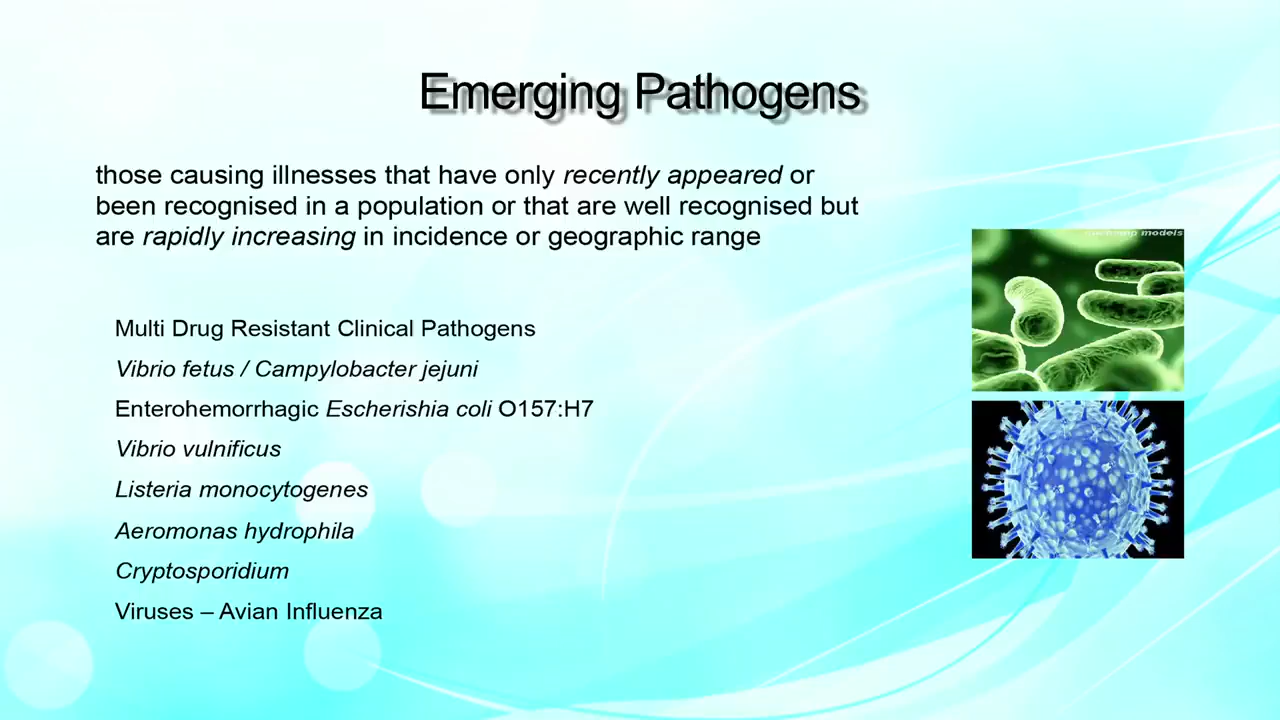 Emerging Pathogens
those causing illnesses that have only recently appeared or
been recognised in a population or that are well recognised but
are rapidly increasing in incidence or geographic range
Multi Drug Resistant Clinical Pathogens
Vibrio fetus / Campylobacter jejuni
Enterohemorrhagic Escherishia coli O157:H7
Vibrio vulnificus
Listeria monocytogenes
Aeromonas hydrophila
Cryptosporidium
Viruses – Avian Influenza
models